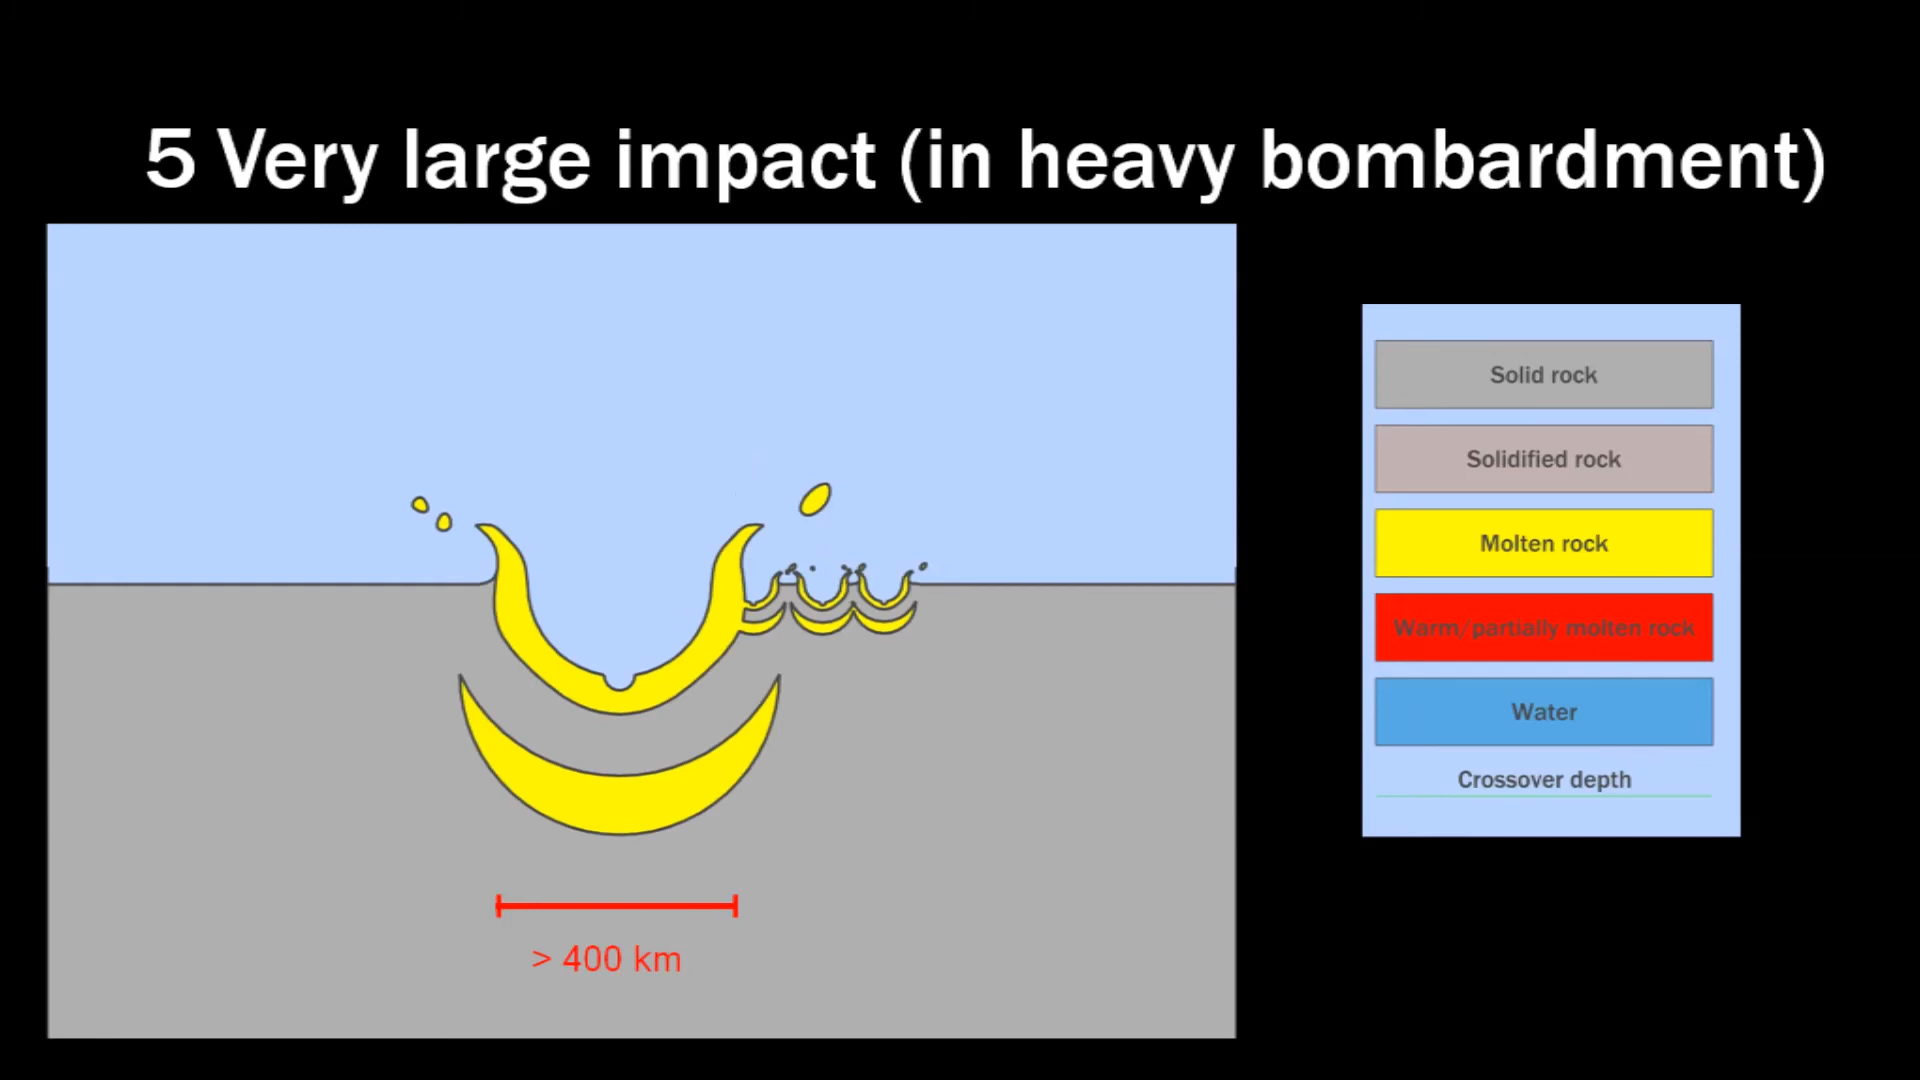 5 Very large impact (in heavy bombardment)
Solid rock
Solidified rock
Molten rock
Warm/partially molten rock
Water
Crossover depth
> 400 km